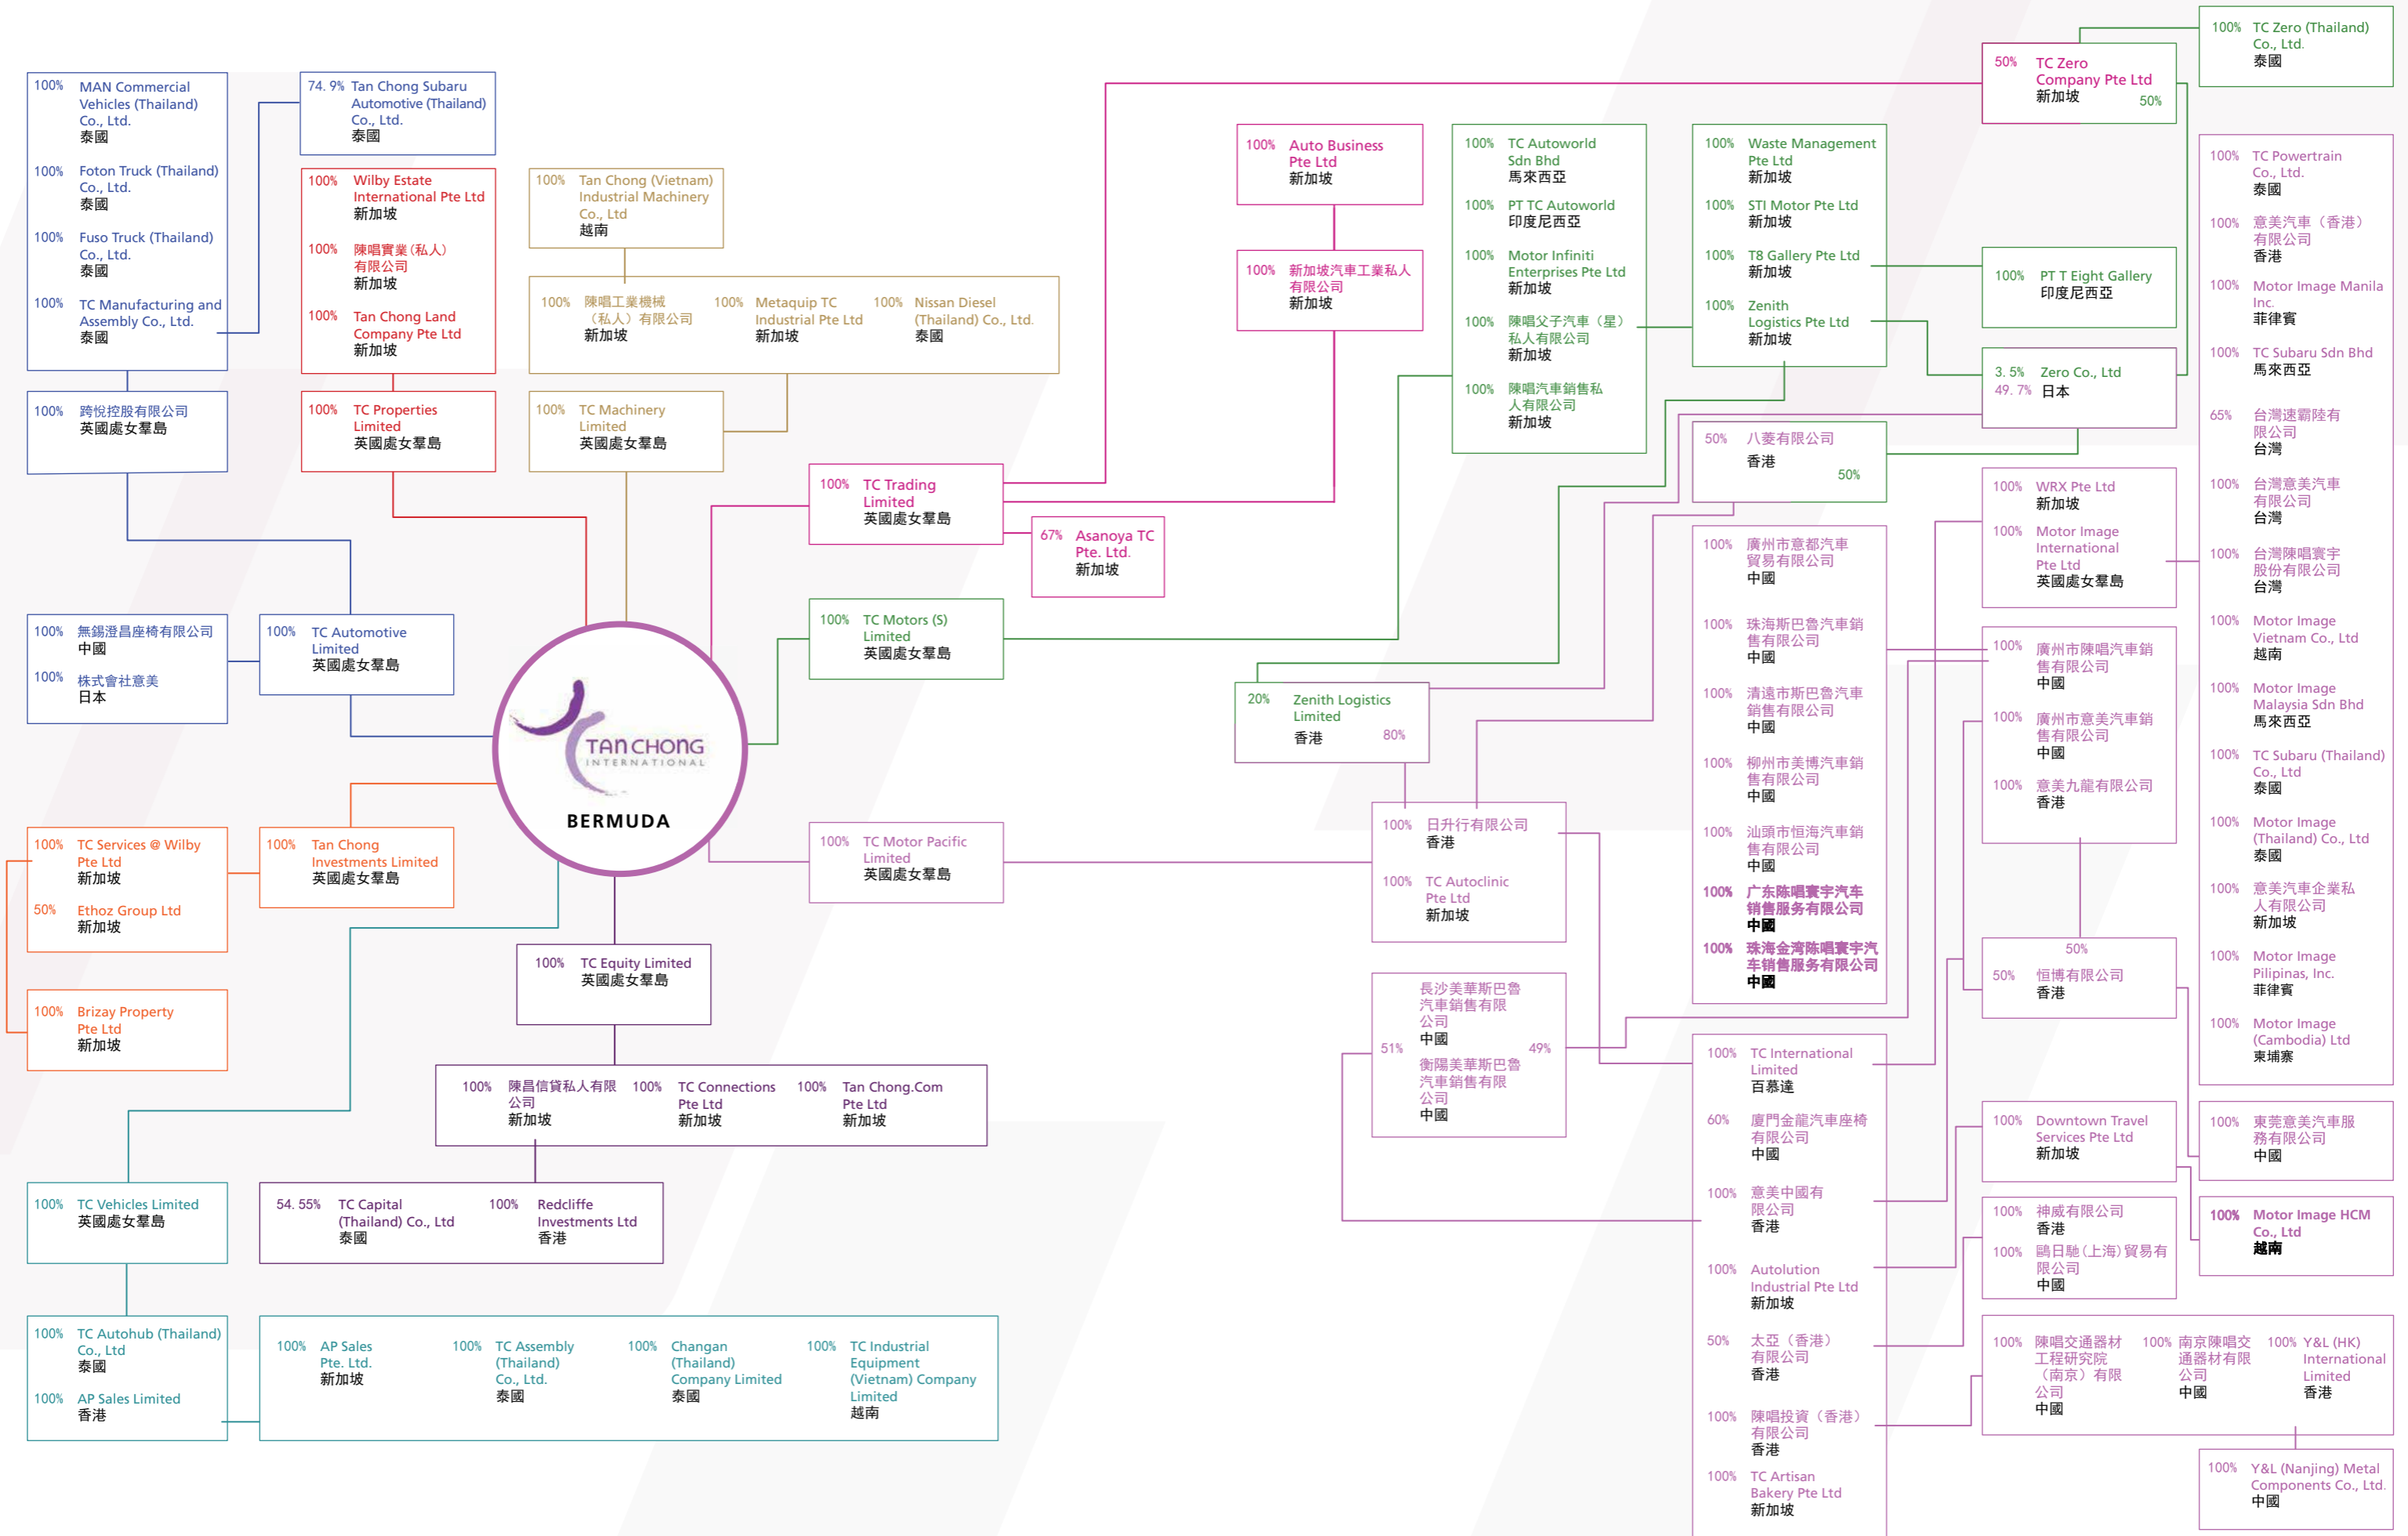 100% MAN Commercial
Vehicles (Thailand)
Co., Ltd.
泰國
100% Foton Truck (Thailand)
Co., Ltd.
泰國
100% Fuso Truck (Thailand)
Co., Ltd.
泰國
100% TC Manufacturing and
Assembly Co., Ltd.
泰國
74.9% Tan Chong Subaru
Automotive (Thailand)
Co., Ltd.
泰國
100% 跨悅控股有限公司
英國處女羣島
100% Wilby Estate
International Pte Ltd
新加坡
100% 陳唱實業(私人)
有限公司
新加坡
100% Tan Chong Land
Company Pte Ltd
新加坡
100% TC Properties
Limited
英國處女羣島
100% Tan Chong (Vietnam)
Industrial Machinery
Co., Ltd
越南
100% 陳唱工業機械
（私人）有限公司
新加坡
100% Metaquip TC
Industrial Pte Ltd
新加坡
100% Nissan Diesel
(Thailand) Co., Ltd.
泰國
100% TC Machinery
Limited
英國處女羣島
100% 無錫澄昌座椅有限公司
中國
100% 株式會社意美
日本
100% TC Automotive
Limited
英國處女羣島
TAN CHONG
INTERNATIONAL
BERMUDA
100% TC Services @ Wilby
Pte Ltd
新加坡
50% Ethoz Group Ltd
新加坡
100% Tan Chong
Investments Limited
英國處女羣島
100% Brizay Property
Pte Ltd
新加坡
100% TC Equity Limited
英國處女羣島
100% 陳昌信貸私人有限
公司
新加坡
100% TC Connections
Pte Ltd
新加坡
100% Tan Chong.Com
Pte Ltd
新加坡
54.55% TC Capital
(Thailand) Co., Ltd
泰國
100% Redcliffe
Investments Ltd
香港
100% TC Vehicles Limited
英國處女羣島
100% TC Autohub (Thailand)
Co., Ltd
泰國
100% AP Sales Limited
香港
100% AP Sales
Pte. Ltd.
新加坡
100% TC Assembly
(Thailand)
Co., Ltd.
泰國
100% Changan
(Thailand)
Company Limited
泰國
100% TC Industrial
Equipment
(Vietnam) Company
Limited
越南
100% TC Trading
Limited
英國處女羣島
67% Asanoya TC
Pte. Ltd.
新加坡
100% Auto Business
Pte Ltd
新加坡
100% 新加坡汽車工業私人
有限公司
新加坡
100% TC Motors (S)
Limited
英國處女羣島
100% TC Motor Pacific
Limited
英國處女羣島
100% TC Autoworld
Sdn Bhd
馬來西亞
100% PT TC Autoworld
印度尼西亞
100% Motor Infiniti
Enterprises Pte Ltd
新加坡
100% 陳唱父子汽車（星）
私人有限公司
新加坡
100% 陳唱汽車銷售私
人有限公司
新加坡
100% Waste Management
Pte Ltd
新加坡
100% STI Motor Pte Ltd
新加坡
100% T8 Gallery Pte Ltd
新加坡
100% Zenith
Logistics Pte Ltd
新加坡
50% TC Zero
Company Pte Ltd
新加坡
50%
100% TC Zero (Thailand)
Co., Ltd.
泰國
100% PT T Eight Gallery
印度尼西亞
3.5% Zero Co., Ltd
49.7% 日本
50% 八菱有限公司
香港
50%
20% Zenith Logistics
Limited
香港 80%
100% 日升行有限公司
香港
100% TC Autoclinic
Pte Ltd
新加坡
長沙美華斯巴魯
汽車銷售有限
公司
中國
51% 49%
衡陽美華斯巴魯
汽車銷售有限
公司
中國
100% 廣州市意都汽車
貿易有限公司
中國
100% 珠海斯巴魯汽車銷
售有限公司
中國
100% 清遠市斯巴魯汽車
銷售有限公司
中國
100% 柳州市美博汽車銷
售有限公司
中國
100% 汕頭市恒海汽車銷
售有限公司
中國
100% 广东陈唱寰宇汽车
销售服务有限公司
中國
100% 珠海金湾陈唱寰宇汽
车销售服务有限公司
中國
100% TC International
Limited
百慕達
60% 廈門金龍汽車座椅
有限公司
中國
100% 意美中國有
限公司
香港
100% Autolution
Industrial Pte Ltd
新加坡
50% 太亞（香港）
有限公司
香港
100% 陳唱投資（香港）
有限公司
香港
100% TC Artisan
Bakery Pte Ltd
新加坡
100% WRX Pte Ltd
新加坡
100% Motor Image
International
Pte Ltd
英國處女羣島
100% 廣州市陳唱汽車銷
售有限公司
中國
100% 廣州市意美汽車銷
售有限公司
中國
100% 意美九龍有限公司
香港
50%
50% 恒博有限公司
香港
100% Downtown Travel
Services Pte Ltd
新加坡
100% 神威有限公司
香港
100% 鷗日馳(上海)貿易有
限公司
中國
100% 陳唱交通器材
工程研究院
（南京）有限
公司
中國
100% 南京陳唱交
通器材有限
公司
中國
100% Y&L (HK)
International
Limited
香港
100% Y&L (Nanjing) Metal
Components Co., Ltd.
中國
100% TC Powertrain
Co., Ltd.
泰國
100% 意美汽車（香港）
有限公司
香港
100% Motor Image Manila
Inc.
菲律賓
100% TC Subaru Sdn Bhd
馬來西亞
65% 台灣速霸陸有
限公司
台灣
100% 台灣意美汽車
有限公司
台灣
100% 台灣陳唱寰宇
股份有限公司
台灣
100% Motor Image
Vietnam Co., Ltd
越南
100% Motor Image
Malaysia Sdn Bhd
馬來西亞
100% TC Subaru (Thailand)
Co., Ltd
泰國
100% Motor Image
(Thailand) Co., Ltd
泰國
100% 意美汽車企業私
人有限公司
新加坡
100% Motor Image
Pilipinas, Inc.
菲律賓
100% Motor Image
(Cambodia) Ltd
柬埔寨
100% 東莞意美汽車服
務有限公司
中國
100% Motor Image HCM
Co., Ltd
越南